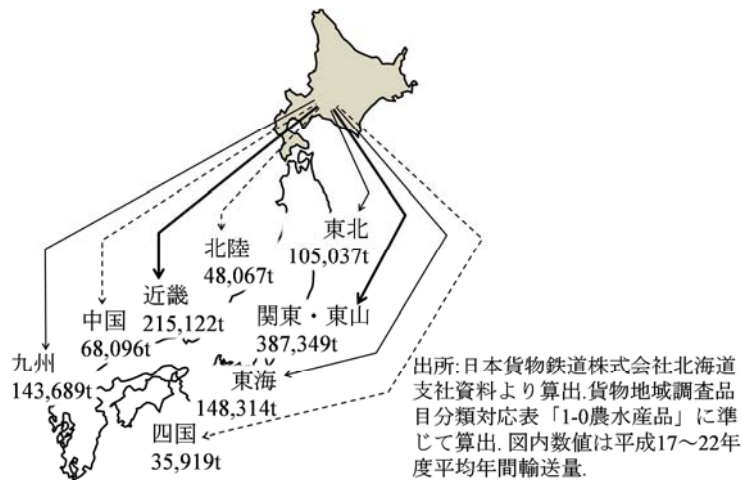 東北
105,037t
北陸
48,067t
近畿
215,122t
関東・東山
387,349t
中国
68,096t
九州
143,689t
東海
148,314t
四国
35,919t
出所:日本貨物鉄道株式会社北海道
支社資料より算出.貨物地域調査品
目分類対応表「1-0農水産品」に準
じて算出. 図内数値は平成17～22年
度平均年間輸送量.